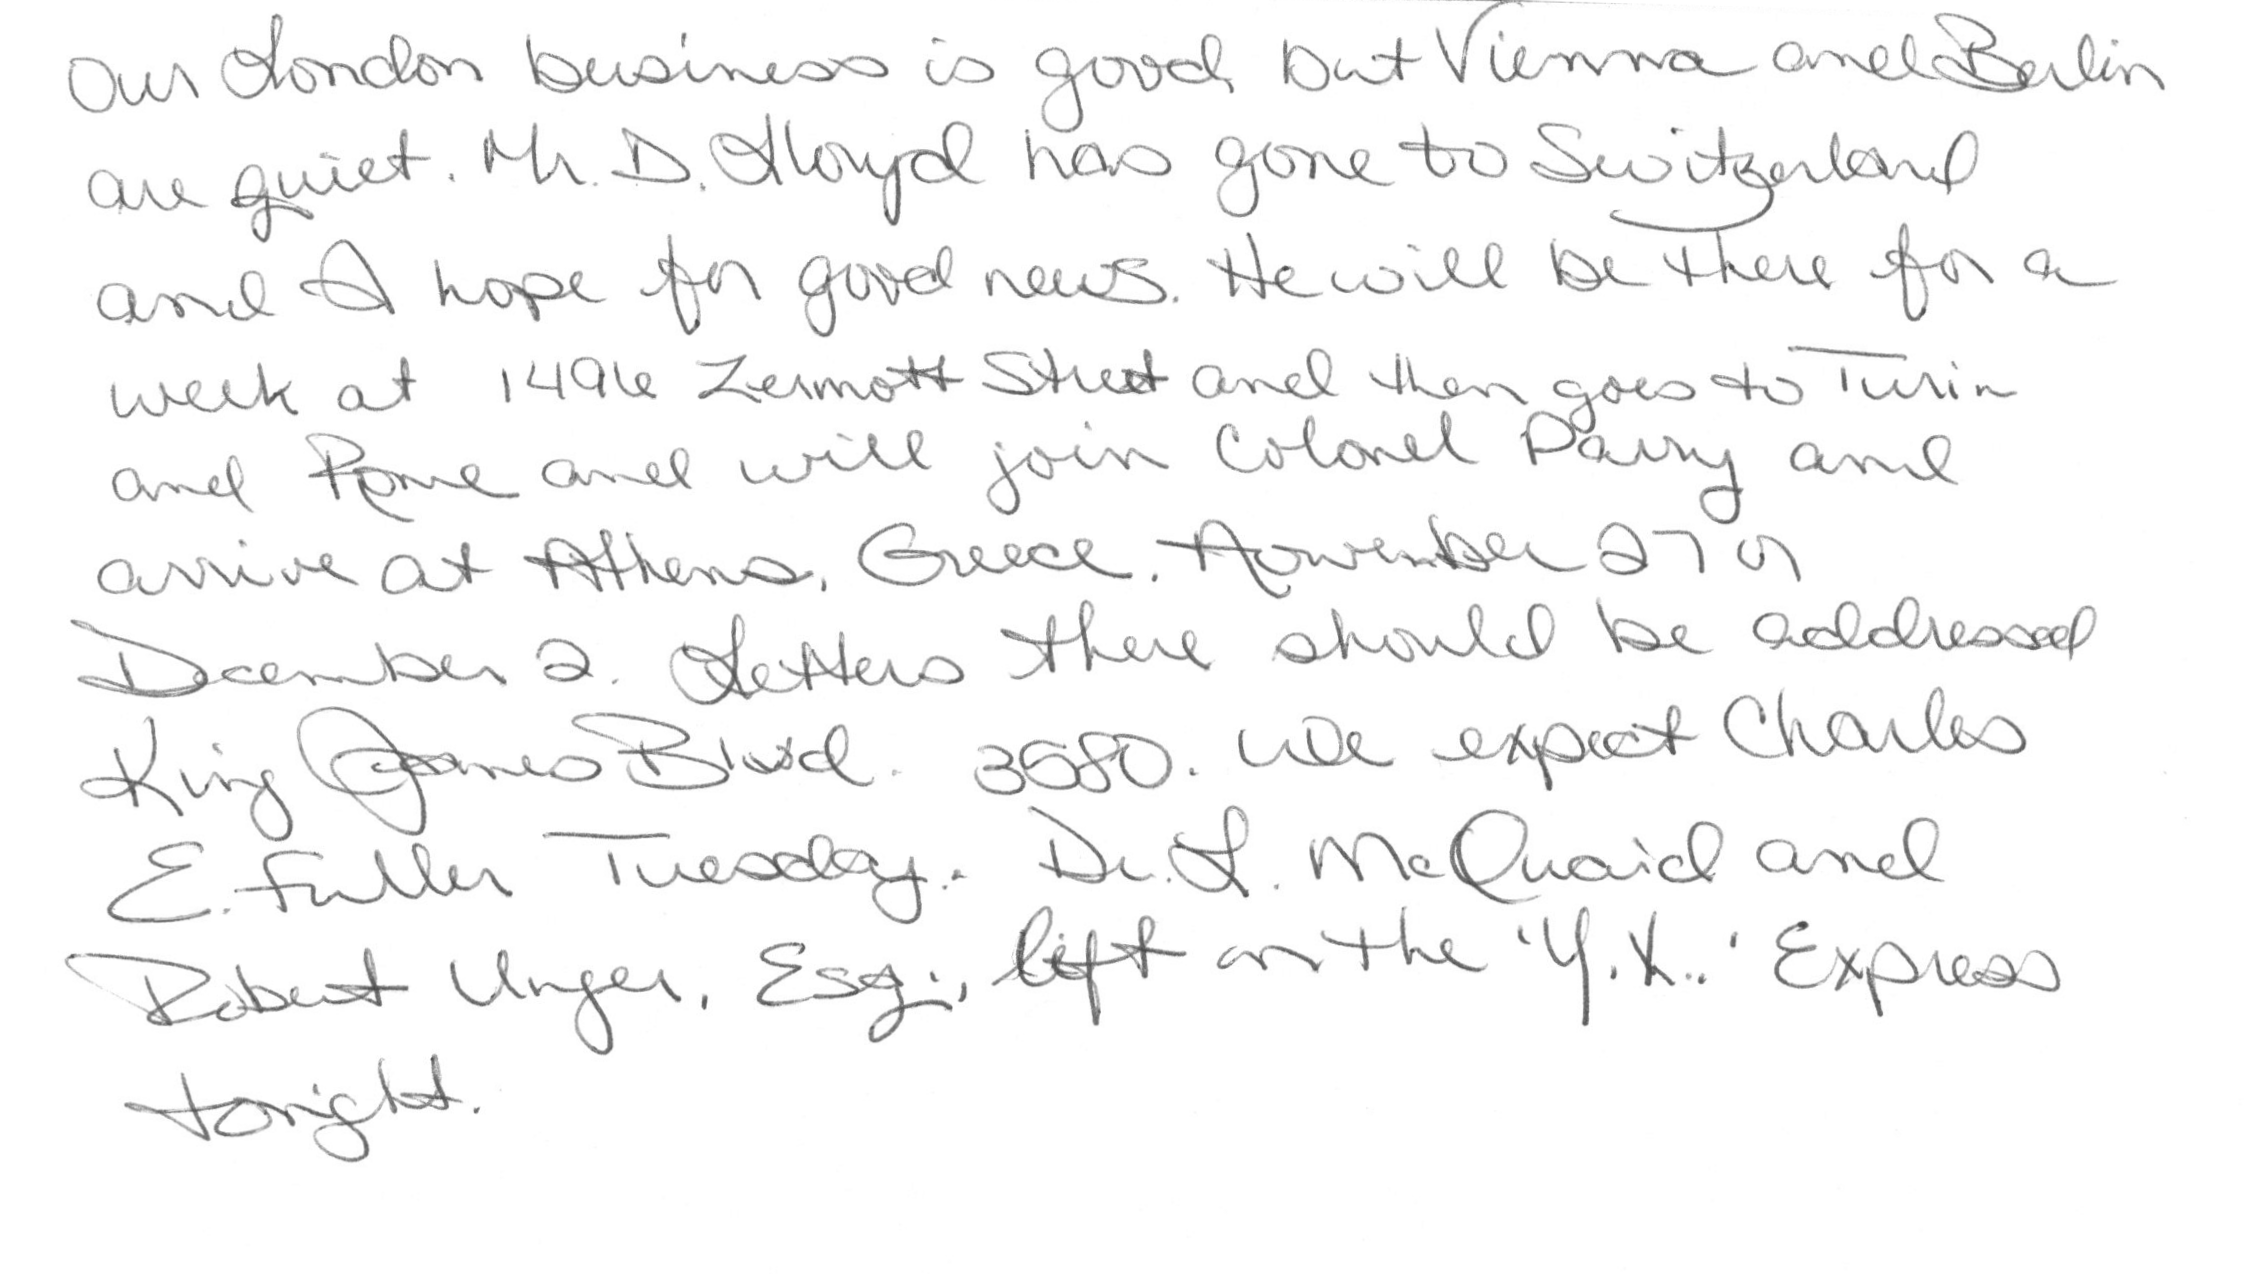 Our London business is good, but Vienna and Berlin
are quiet. Mr. D. Lloyd has gone to Switzerland
and I hope for good news. He will be there for a
week at 1496 Zermott Street and then goes to Turin
and Rome and will join Colonel Parry and
arrive at Athens, Greece, November 27 or
December 2. Letters there should be addressed
King James Blvd. 3580. We expect Charles
E. Fuller Tuesday. Dr. L. McQuaid and
Robert Unger, Esq., left on the 'Y.X.' Express
tonight.